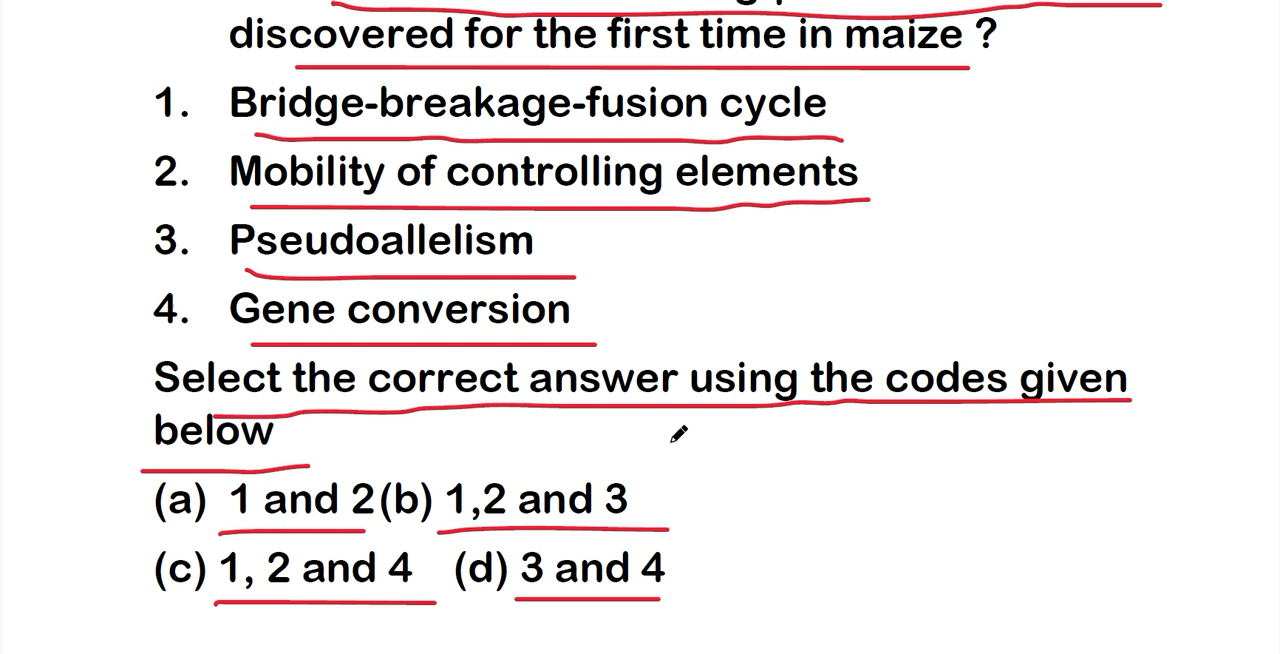 discovered for the first time in maize ?
1. Bridge-breakage-fusion cycle
2. Mobility of controlling elements
3. Pseudoallelism
4. Gene conversion
Select the correct answer using the codes given
below
(a) 1 and 2(b) 1,2 and 3
(c) 1, 2 and 4 (d) 3 and 4